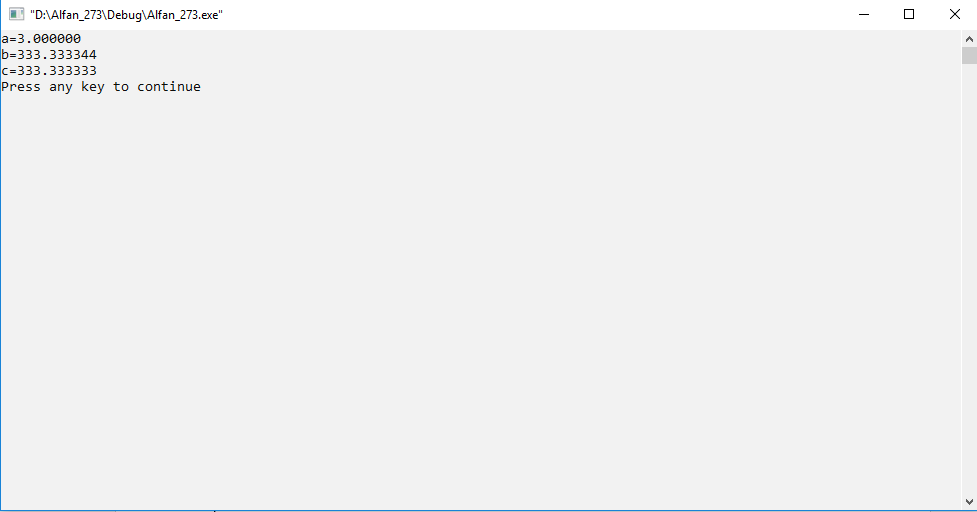 "D:\Alfan_273\Debug\Alfan_273.exe"
a=3.000000
b=333.333344
c=333.333333
Press any key to continue